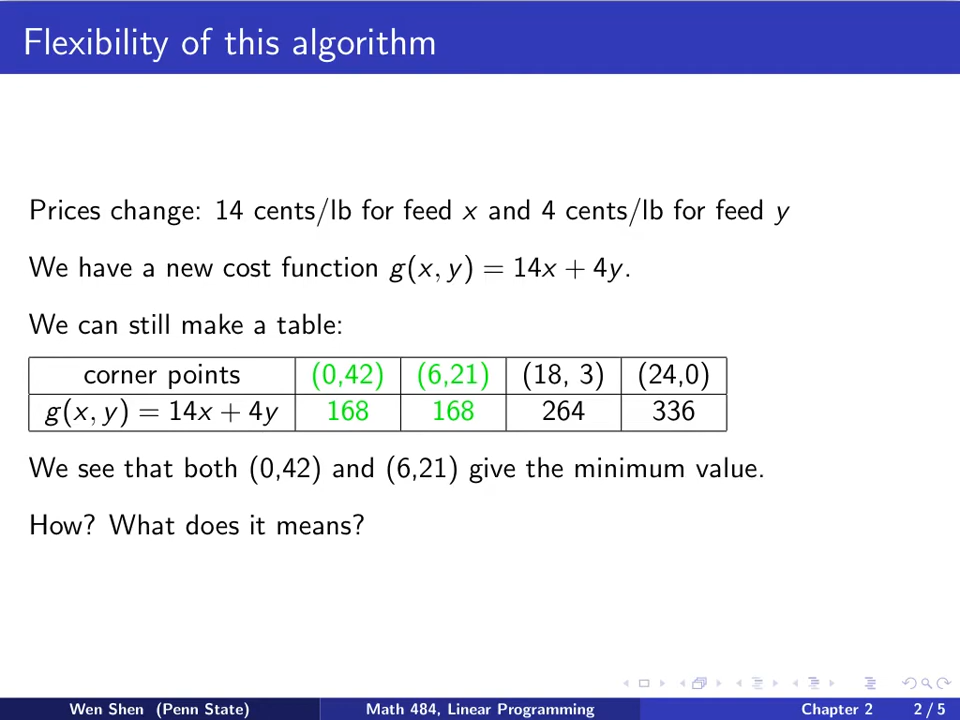 Flexibility of this algorithm
Prices change: 14 cents/lb for feed x and 4 cents/lb for feed y
We have a new cost function g(x, y) = 14x + 4y.
We can still make a table:
corner points (0,42) (6,21) (18, 3) (24,0)
g(x, y) = 14x + 4y 168 168 264 336
We see that both (0,42) and (6,21) give the minimum value.
How? What does it means?
Wen Shen (Penn State) Math 484, Linear Programming Chapter 2 2 / 5